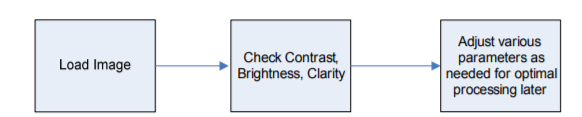 Load Image
Check Contrast,
Brightness, Clarity
Adjust various
parameters as
needed for optimal
processing later